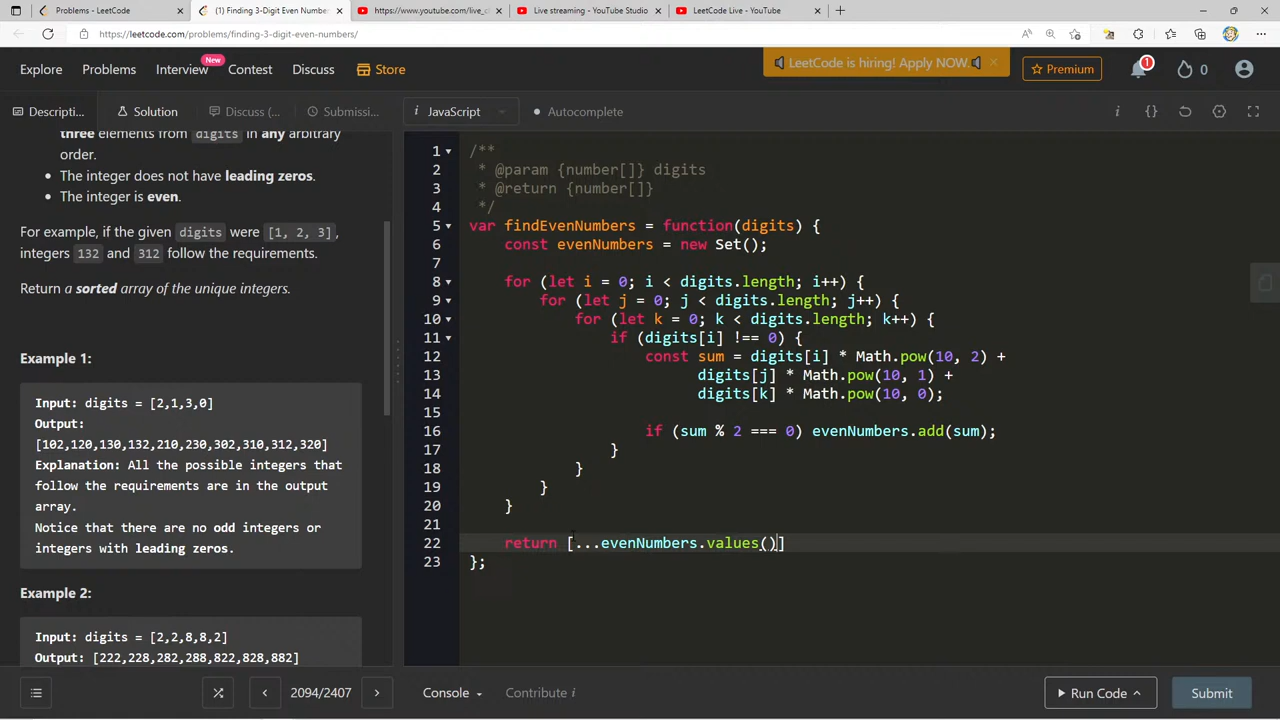 Problems - LeetCode
(1) Finding 3-Digit Even Number
https://www.youtube.com/live_c
Live streaming - YouTube Studio
LeetCode Live - YouTube
https://leetcode.com/problems/finding-3-digit-even-numbers/
Explore
Problems
Interview
New
Contest
Discuss
Store
LeetCode is hiring! Apply NOW.
Premium
1
0
Descripti...
Solution
Discuss (...
Submissi...
i JavaScript
Autocomplete
three elements from digits in any arbitrary
order.
The integer does not have leading zeros.
The integer is even.
For example, if the given digits were [1, 2, 3],
integers 132 and 312 follow the requirements.
Return a sorted array of the unique integers.
Example 1:
Input: digits = [2,1,3,0]
Output:
[102,120,130,132,210,230,302,310,312,320]
Explanation: All the possible integers that
follow the requirements are in the output
array.
Notice that there are no odd integers or
integers with leading zeros.
Example 2:
Input: digits = [2,2,8,8,2]
Output: [222,228,282,288,822,828,882]
1 /**
2 * @param {number[]} digits
3 * @return {number[]}
4 */
5 var findEvenNumbers = function(digits) {
6 const evenNumbers = new Set();
7
8 for (let i = 0; i < digits.length; i++) {
9 for (let j = 0; j < digits.length; j++) {
10 for (let k = 0; k < digits.length; k++) {
11 if (digits[i] !== 0) {
12 const sum = digits[i] * Math.pow(10, 2) +
13 digits[j] * Math.pow(10, 1) +
14 digits[k] * Math.pow(10, 0);
15
16 if (sum % 2 === 0) evenNumbers.add(sum);
17 }
18 }
19 }
20 }
21
22 return [...evenNumbers.values()]
23 };
2094/2407
Console
Contribute i
Run Code
Submit